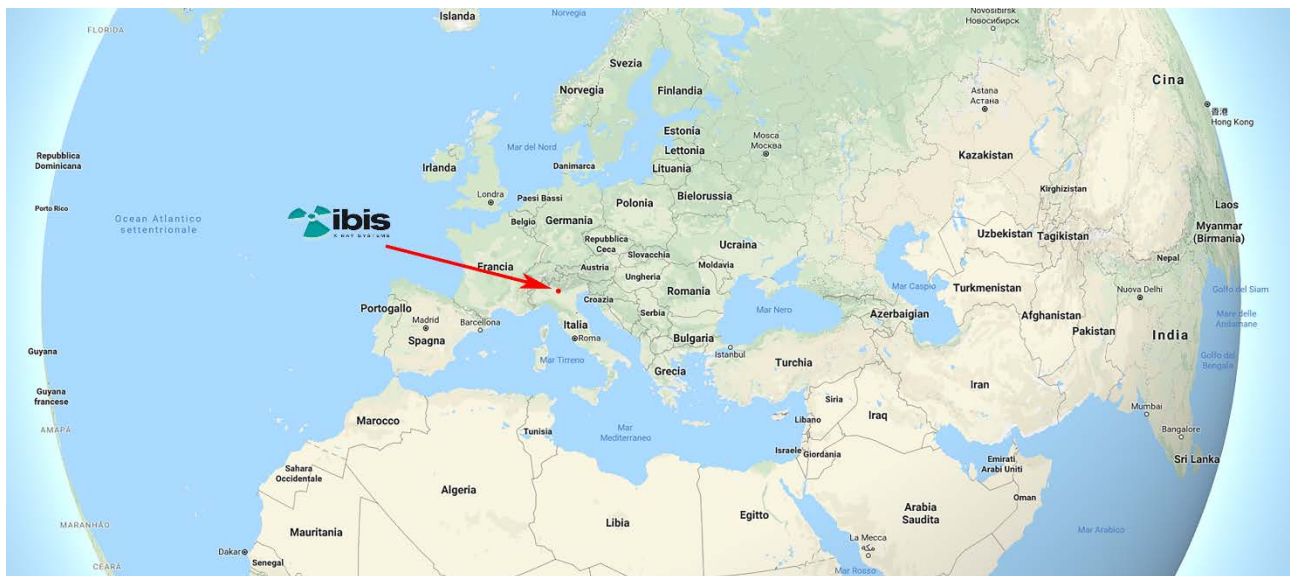 Islanda
Norvegia
Novosibirsk
Новосибирск
FLORIDA
Svezia
Cina
Norvegia
Finlandia
Astana
Астана
香港
Hong Kong
Estonia
Mosca
Москва
Mar del Nord
Lettonia
Kazakistan
Repubblica
Dominicana
Irlanda
Danimarca
Lituania
Kirghizistan
Londra
Paesi Bassi
Bielorussia
Polonia
Laos
Porto Rico
Ocean Atlantico
settentrionale
ibis
X-RAY SYSTEMS
Belgio
Germania
Myanmar
(Birmania)
Uzbekistan
Tagikistan
Repubblica
Ceca
Ucraina
Slovacchia
Nepal
Francia
Austria
Moldavia
Ungheria
Mar Caspio
Turkmenistan
Nuova Delhi
Golfo del Siam
Romania
Croazia
Portogallo
Mar Nero
Serbia
Azerbaigian
Afghanistan
Mare delle
Andamane
Madrid
Barcellona
Italia
Pakistan
India
Spagna
Roma
Bulgaria
Guyana
Istanbul
Golfo del
Bengala
Mar Tirreno
Turchia
Grecia
Iran
Guyana
francese
Siria
Mumbai
Marocco
Iraq
Libano
AMAPÁ
Tunisia
Mar
Mediterraneo
Bangalore
Israele
Giordania
Emirati
Arabi Uniti
Sri Lanka
Sahara
Occidentale
Algeria
Oman
Arabia
Saudita
Libia
Egitto
MARANHÃO
Mauritania
Mar Arabico
La Mecca
مكة
Dakar
Senegal
CEARÁ
Mar Rosso